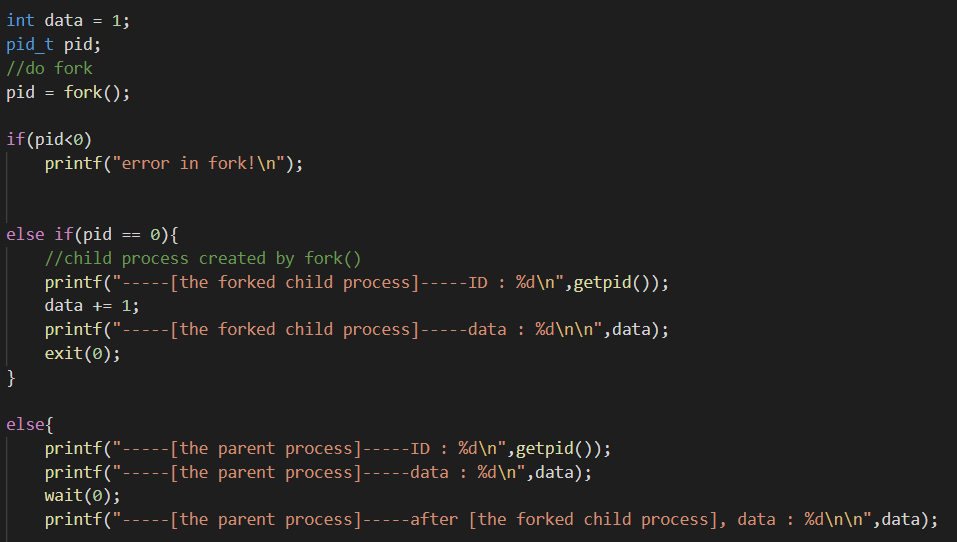 int data = 1;
pid_t pid;
//do fork
pid = fork();
if(pid<0)
printf("error in fork!\n");
else if(pid == 0){
//child process created by fork()
printf("-----[the forked child process]-----ID : %d\n",getpid());
data += 1;
printf("-----[the forked child process]-----data : %d\n\n",data);
exit(0);
}
else{
printf("-----[the parent process]-----ID : %d\n",getpid());
printf("-----[the parent process]-----data : %d\n",data);
wait(0);
printf("-----[the parent process]-----after [the forked child process], data : %d\n\n",data);